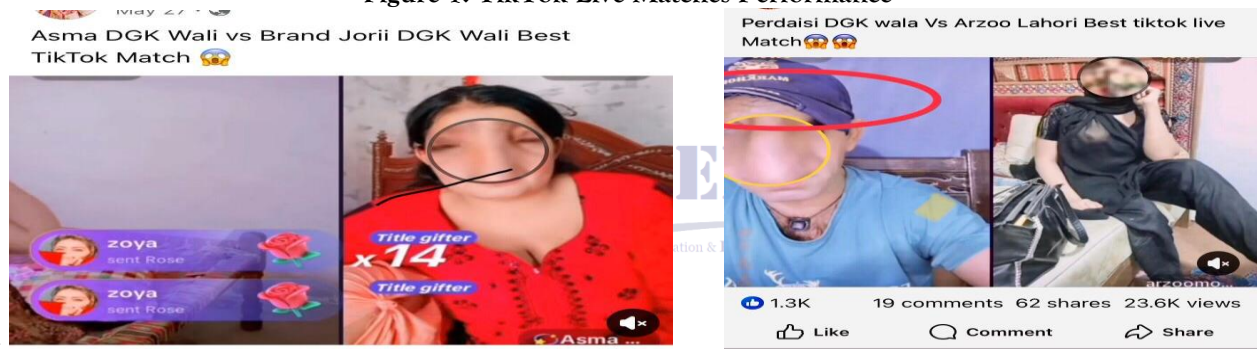 Figure 1: TikTok Live Matches Performance
May 27
Asma DGK Wali vs Brand Jorii DGK Wali Best
TikTok Match 😱
zoya
sent Rose
zoya
sent Rose
Title gifter
x 14
Title gifter
Asma ...
Perdaisi DGK wala Vs Arzoo Lahori Best tiktok live
Match😱😱
arzoomo...
1.3K 19 comments 62 shares 23.6K views
Like Comment Share